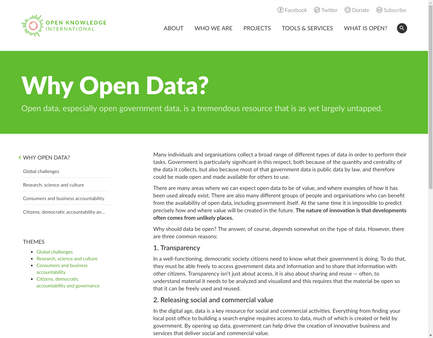 Facebook Twitter Donate Subscribe
OPEN KNOWLEDGE
INTERNATIONAL
ABOUT WHO WE ARE PROJECTS TOOLS & SERVICES WHAT IS OPEN?
Why Open Data?
Open data, especially open government data, is a tremendous resource that is as yet largely untapped.
WHY OPEN DATA?
Global challenges
Research, science and culture
Consumers and business accountability
Citizens, democratic accountability an...
THEMES
Global challenges
Research, science and culture
Consumers and business
accountability
Citizens, democratic
accountability and governance
Many individuals and organisations collect a broad range of different types of data in order to perform their
tasks. Government is particularly significant in this respect, both because of the quantity and centrality of
the data it collects, but also because most of that government data is public data by law, and therefore
could be made open and made available for others to use.
There are many areas where we can expect open data to be of value, and where examples of how it has
been used already exist. There are also many different groups of people and organisations who can benefit
from the availability of open data, including government itself. At the same time it is impossible to predict
precisely how and where value will be created in the future. The nature of innovation is that developments
often comes from unlikely places.
Why should data be open? The answer, of course, depends somewhat on the type of data. However, there
are three common reasons:
1. Transparency
In a well-functioning, democratic society citizens need to know what their government is doing. To do that,
they must be able freely to access government data and information and to share that information with
other citizens. Transparency isn't just about access, it is also about sharing and reuse — often, to
understand material it needs to be analyzed and visualized and this requires that the material be open so
that it can be freely used and reused.
2. Releasing social and commercial value
In the digital age, data is a key resource for social and commercial activities. Everything from finding your
local post office to building a search engine requires access to data, much of which is created or held by
government. By opening up data, government can help drive the creation of innovative business and
services that deliver social and commercial value.